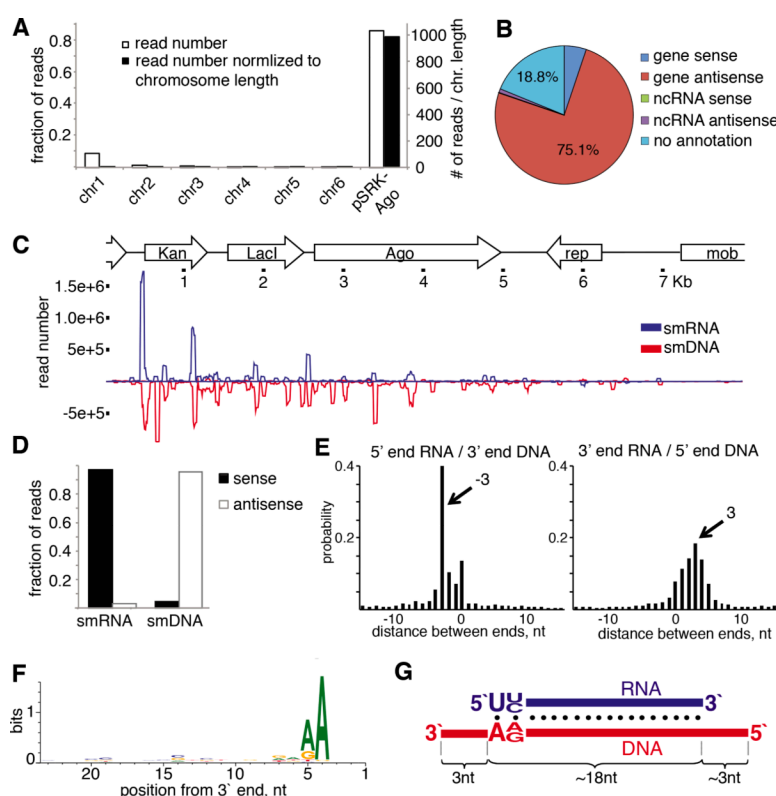 A
0.8
0.6
0.4
0.2
fraction of reads
read number
read number normlized to
chromosome length
1000
800
600
400
200
0
# of reads / chr. length
chr1
chr2
chr3
chr4
chr5
chr6
pSRK-
Ago
B
18.8%
75.1%
gene sense
gene antisense
ncRNA sense
ncRNA antisense
no annotation
C
Kan
LacI
Ago
rep
mob
1
2
3
4
5
6
7 Kb
1.5e+6
1.0e+6
5e+5
-5e+5
read number
smRNA
smDNA
D
0.8
0.6
0.4
0.2
fraction of reads
smRNA
smDNA
sense
antisense
E
5' end RNA / 3' end DNA
0.4
0.2
probability
-3
-10
0
distance between ends, nt
3' end RNA / 5' end DNA
0.4
0.2
3
-10
0
10
distance between ends, nt
F
bits
1
0
A
G
A
20
15
10
5
1
position from 3` end, nt
G
5`
U
U
C
RNA
3`
3`
A
A
G
DNA
5`
3nt
~18nt
~3nt